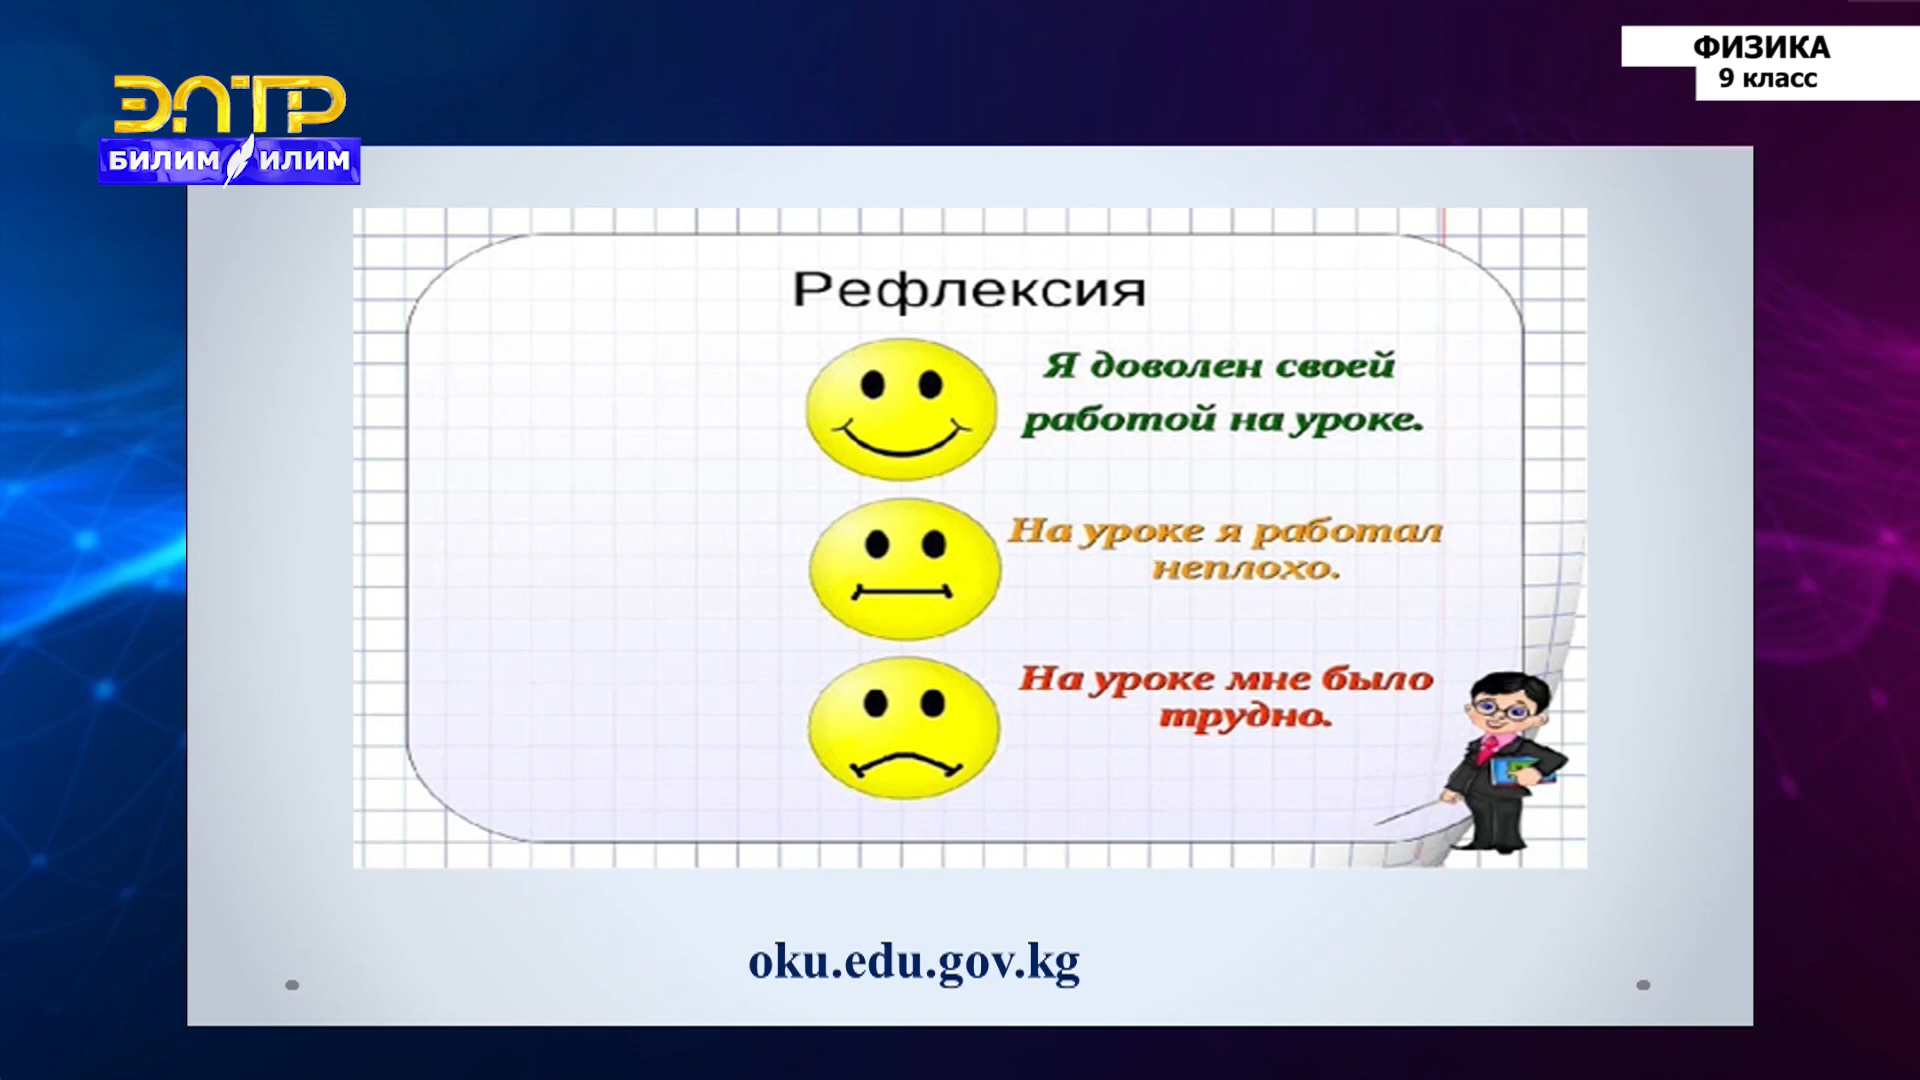 ФИЗИКА
9 класс
ЭЛТР
БИЛИМ ИЛИМ
Рефлексия
Я доволен своей
работой на уроке.
На уроке я работал
неплохо.
На уроке мне было
трудно.
oku.edu.gov.kg